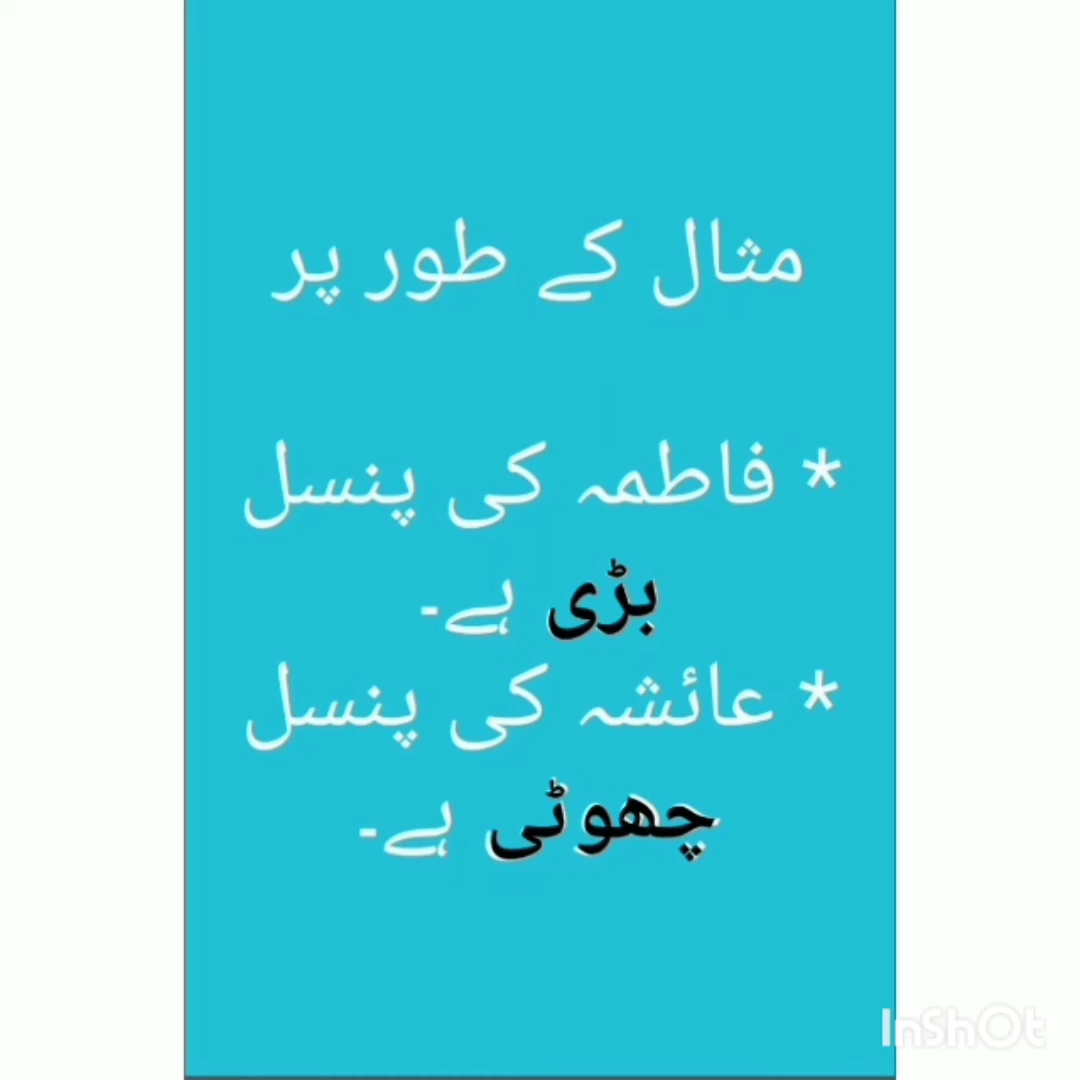 مثال کے طور پر
* فاطمہ کی پنسل
بڑی ہے۔
* عائشہ کی پنسل
چھوٹی ہے۔
InShOt